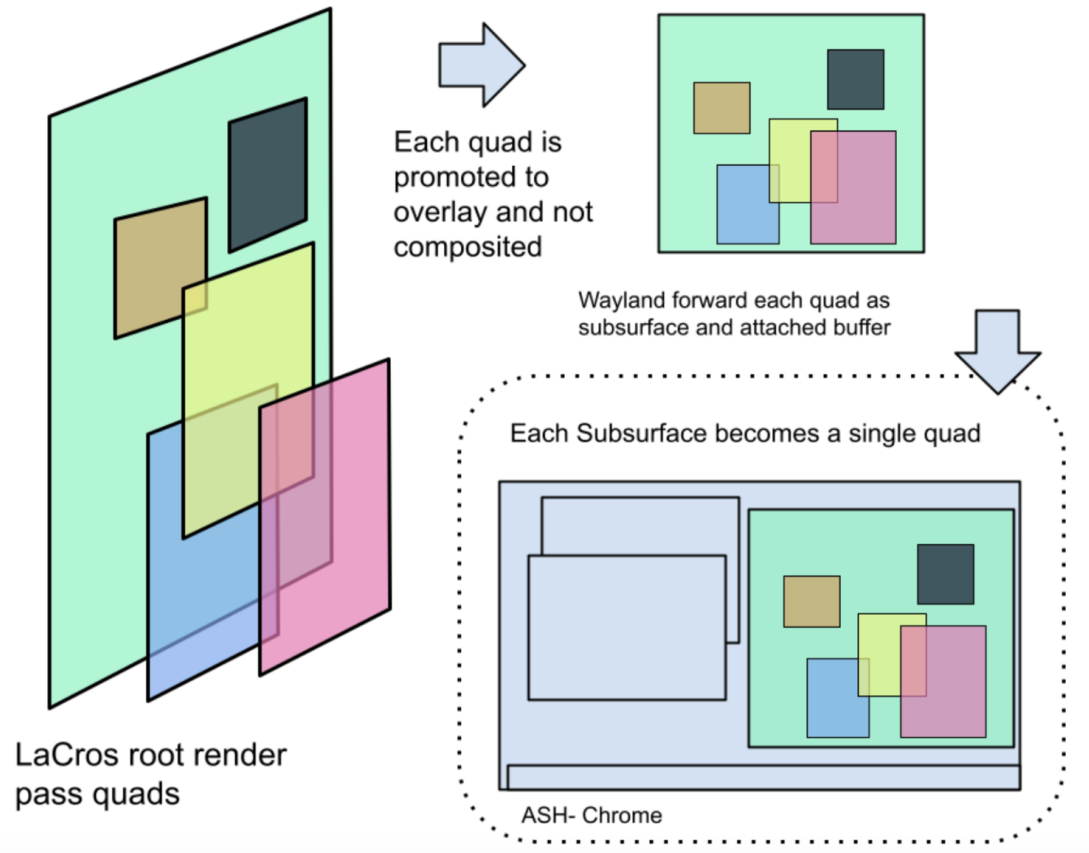 Each quad is
promoted to
overlay and not
composited
Wayland forward each quad as
subsurface and attached buffer
Each Subsurface becomes a single quad
LaCros root render
pass quads
ASH- Chrome